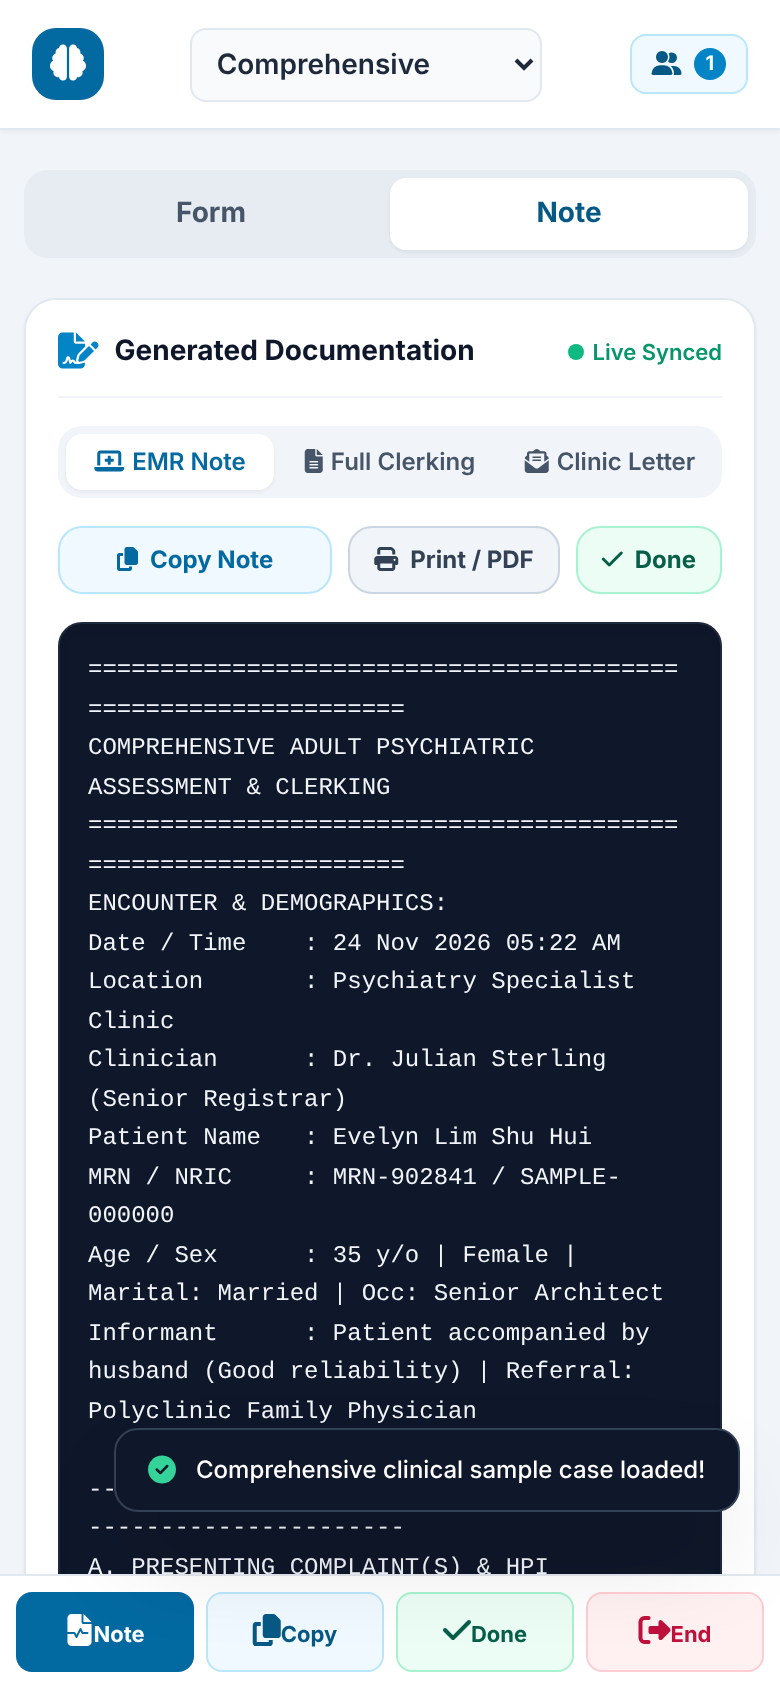 Comprehensive
1
Form
Note
Generated Documentation
Live Synced
EMR Note
Full Clerking
Clinic Letter
Copy Note
Print / PDF
Done
=========================================
======================
COMPREHENSIVE ADULT PSYCHIATRIC
ASSESSMENT & CLERKING
=========================================
======================
ENCOUNTER & DEMOGRAPHICS:
Date / Time    : 24 Nov 2026 05:22 AM
Location       : Psychiatry Specialist
Clinic
Clinician      : Dr. Julian Sterling
(Senior Registrar)
Patient Name   : Evelyn Lim Shu Hui
MRN / NRIC     : MRN-902841 / SAMPLE-
000000
Age / Sex      : 35 y/o | Female |
Marital: Married | Occ: Senior Architect
Informant      : Patient accompanied by
husband (Good reliability) | Referral:
Polyclinic Family Physician
Comprehensive clinical sample case loaded!
--
----------------------
A. PRESENTING COMPLAINT(S) & HPI
Note
Copy
Done
End